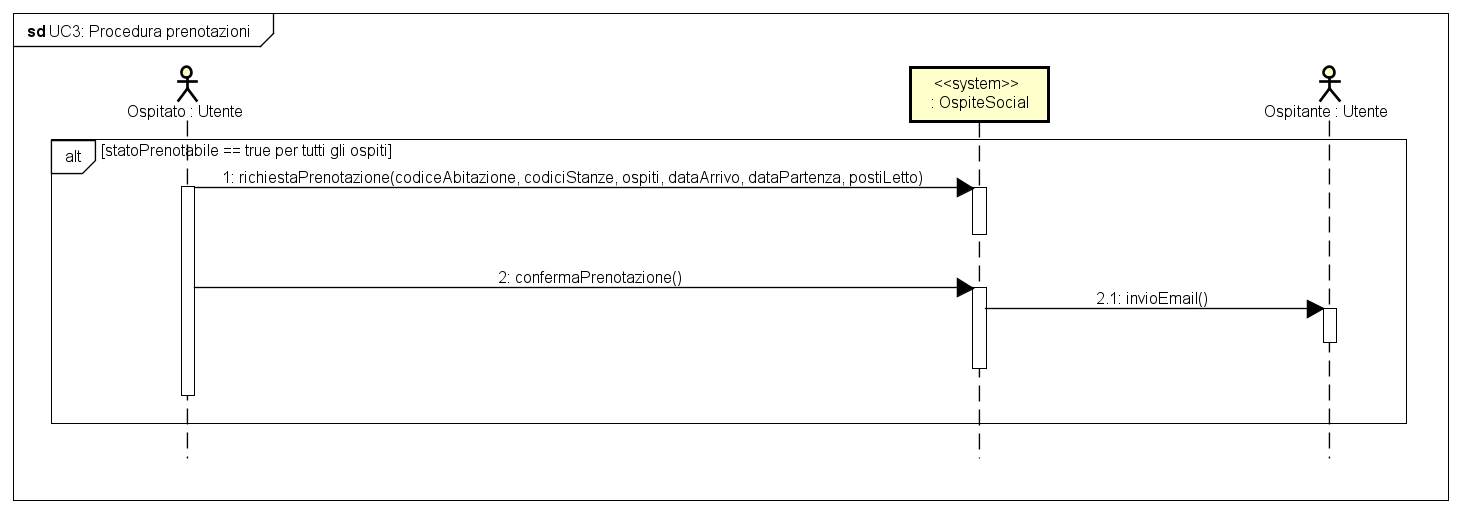 sd UC3: Procedura prenotazioni
Ospitato : Utente
<<system>>
: OspiteSocial
Ospitante : Utente
alt
[statoPrenotabile == true per tutti gli ospiti]
1: richiestaPrenotazione(codiceAbitazione, codiciStanze, ospiti, dataArrivo, dataPartenza, postiLetto)
2: confermaPrenotazione()
2.1: invioEmail()